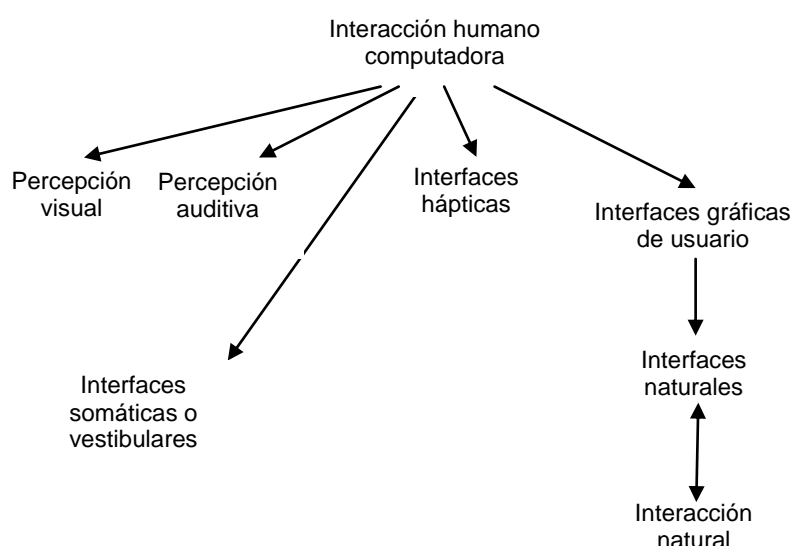 Interacción humano
computadora
Percepción
visual
Percepción
auditiva
Interfaces
hápticas
Interfaces gráficas
de usuario
Interfaces
somáticas o
vestibulares
Interfaces
naturales
Interacción
natural